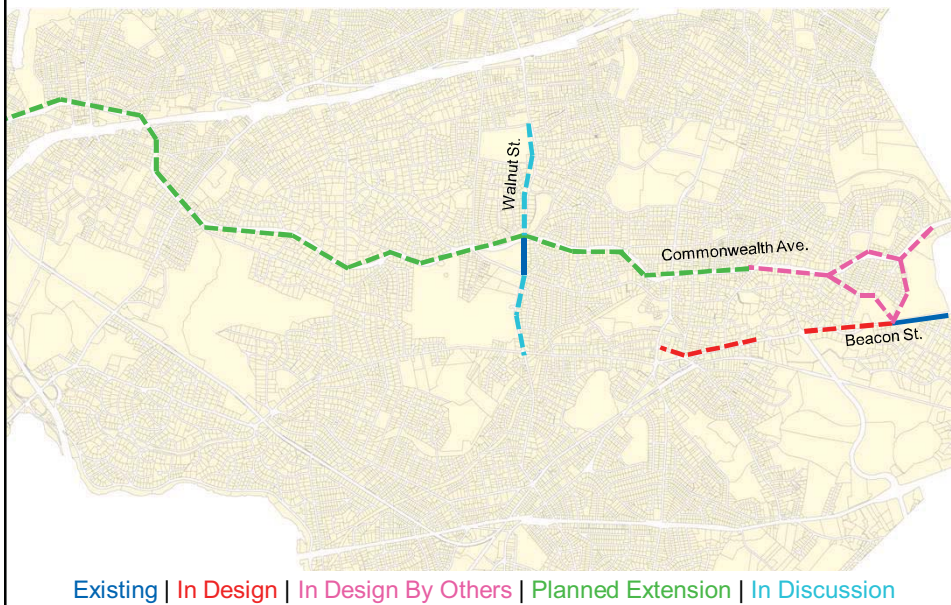 Walnut St.
Commonwealth Ave.
Beacon St.
Existing | In Design | In Design By Others | Planned Extension | In Discussion